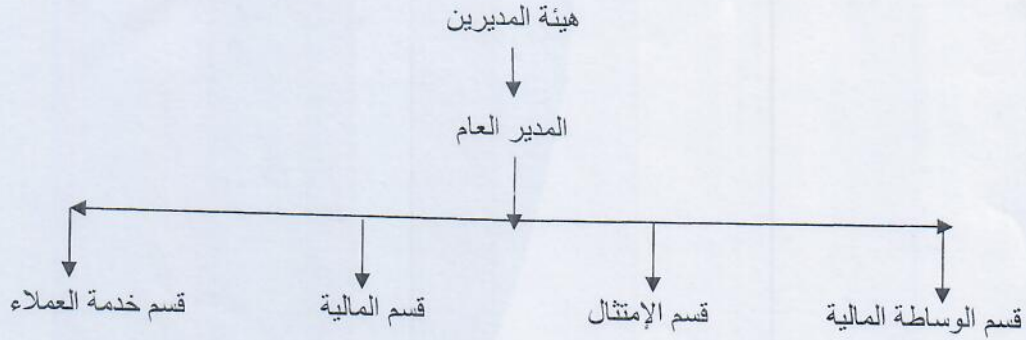 هيئة المديرين
المدير العام
قسم الوساطة المالية
قسم الإمتثال
قسم المالية
قسم خدمة العملاء